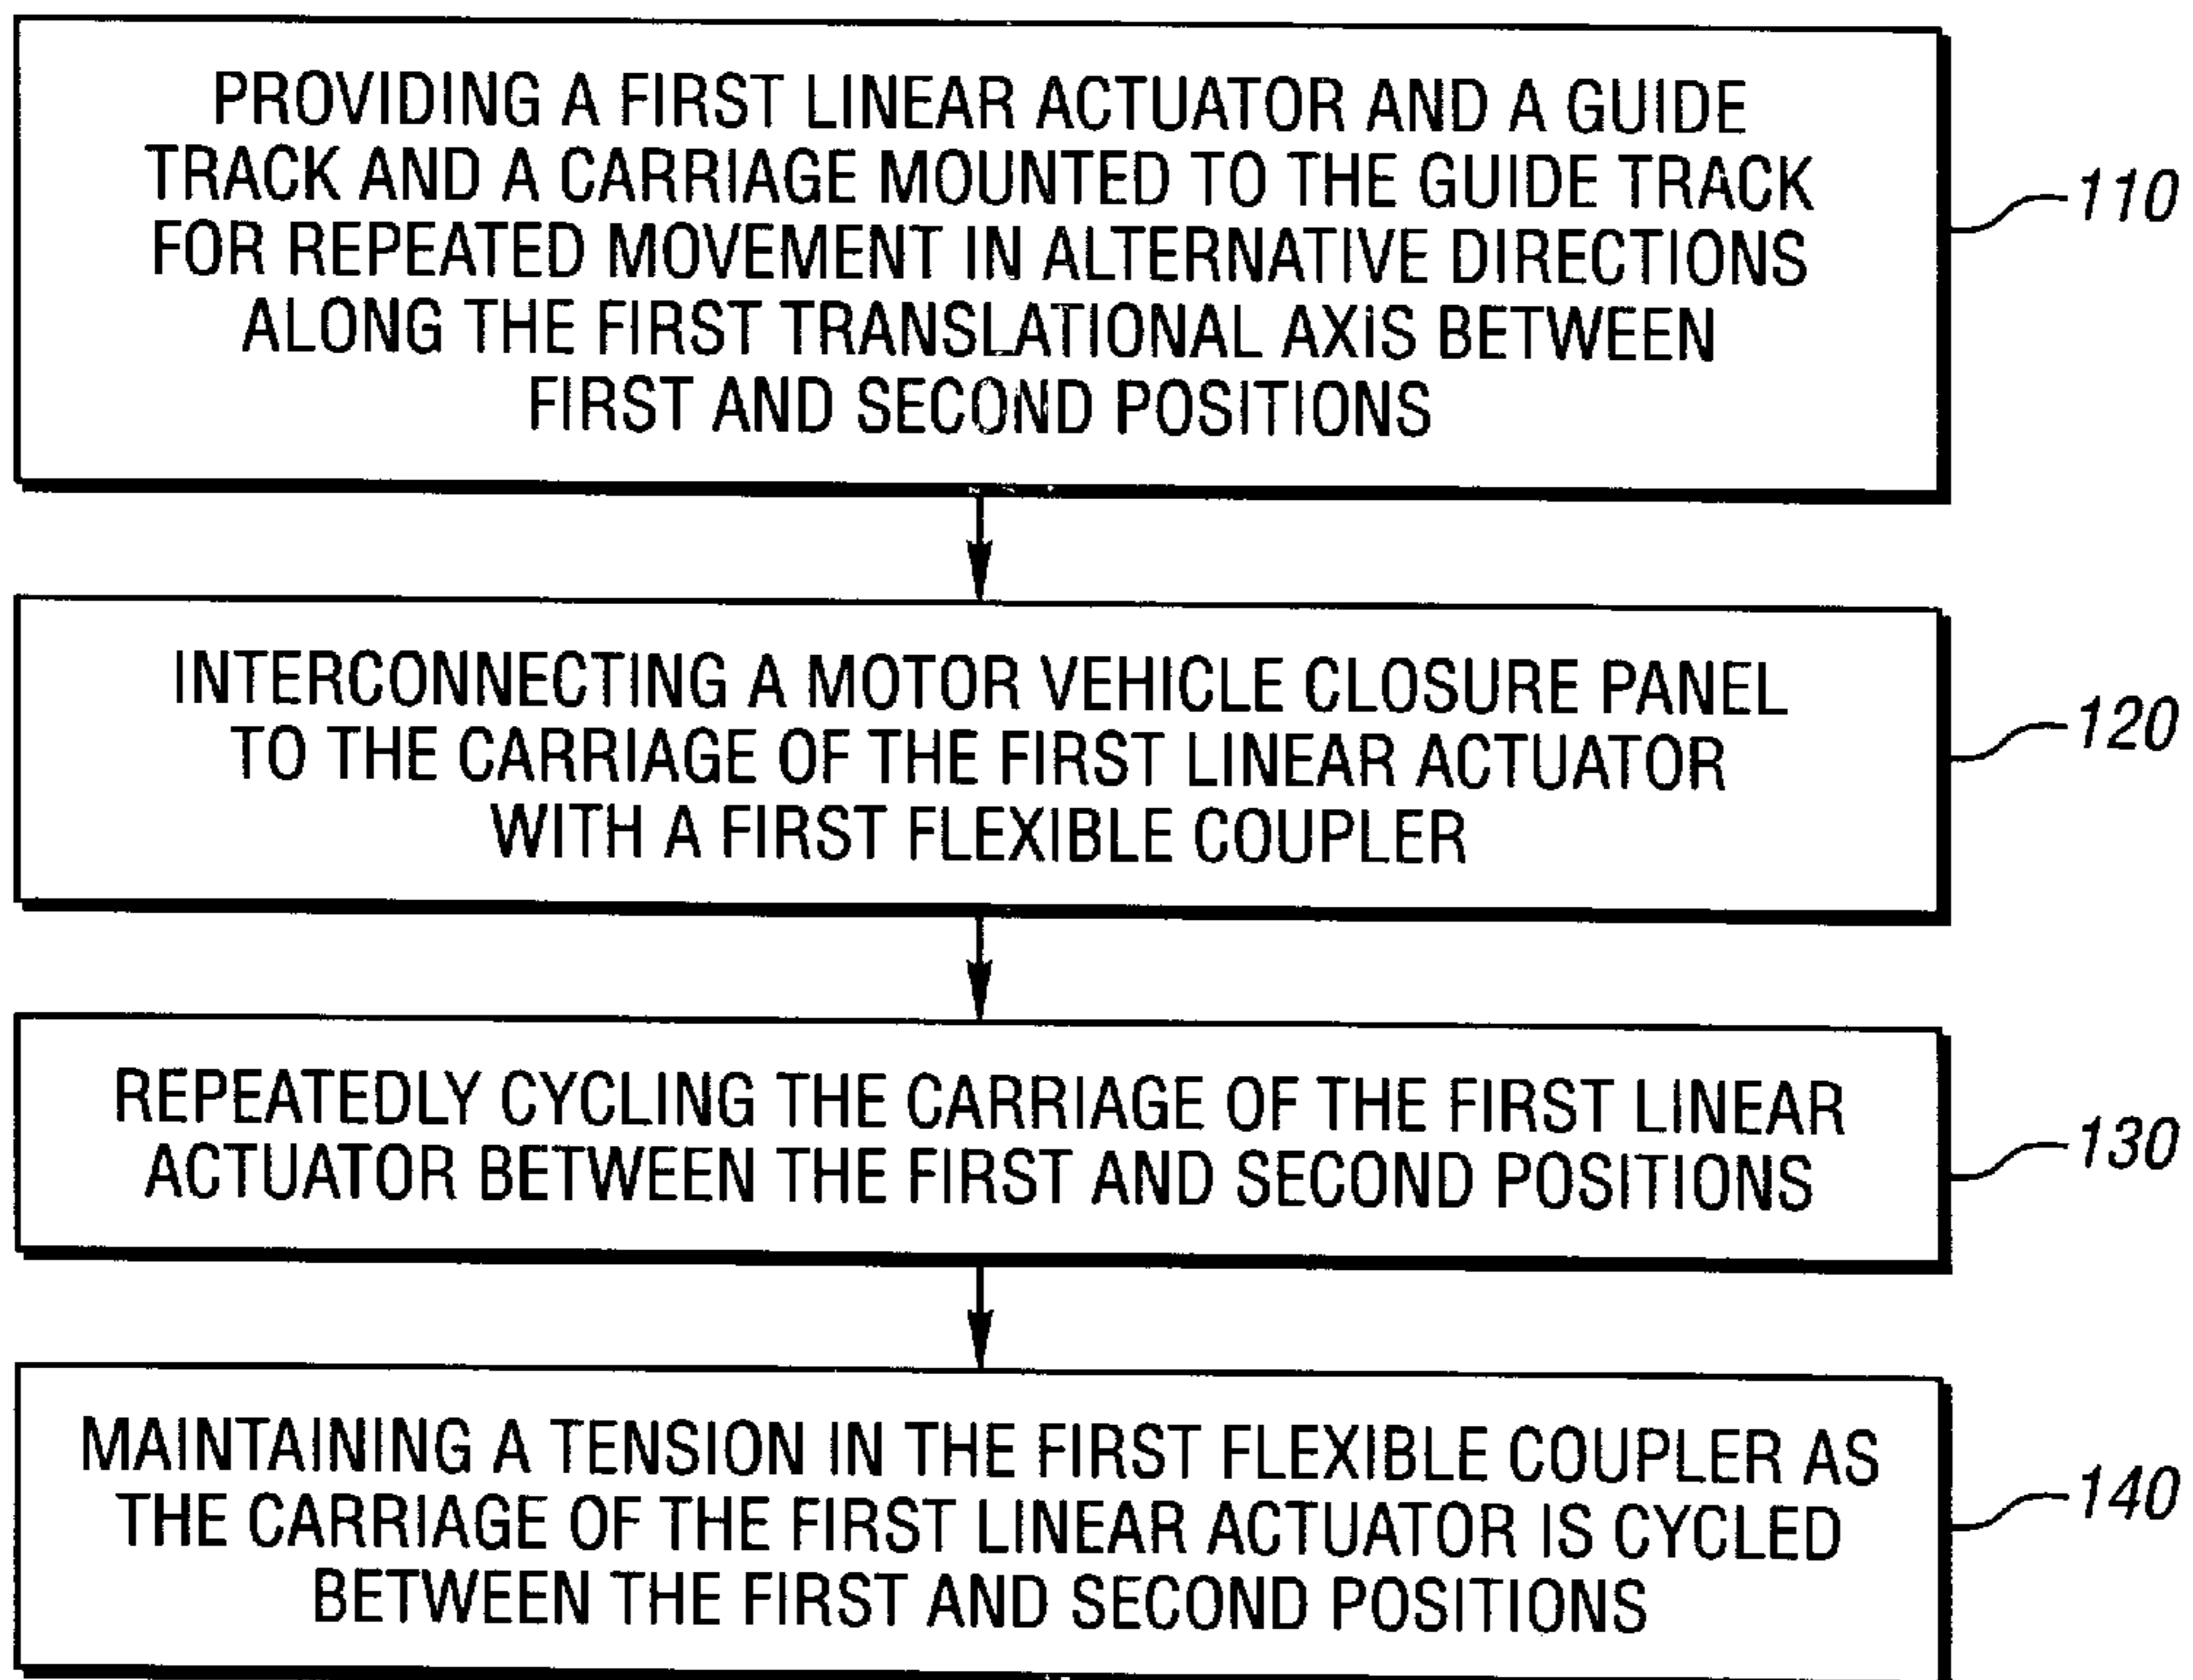 PROVIDING A FIRST LINEAR ACTUATOR AND A GUIDE
TRACK AND A CARRIAGE MOUNTED TO THE GUIDE TRACK
FOR REPEATED MOVEMENT IN ALTERNATIVE DIRECTIONS
ALONG THE FIRST TRANSLATIONAL AXIS BETWEEN
FIRST AND SECOND POSITIONS
110
INTERCONNECTING A MOTOR VEHICLE CLOSURE PANEL
TO THE CARRIAGE OF THE FIRST LINEAR ACTUATOR
WITH A FIRST FLEXIBLE COUPLER
120
REPEATEDLY CYCLING THE CARRIAGE OF THE FIRST LINEAR
ACTUATOR BETWEEN THE FIRST AND SECOND POSITIONS
130
MAINTAINING A TENSION IN THE FIRST FLEXIBLE COUPLER AS
THE CARRIAGE OF THE FIRST LINEAR ACTUATOR IS CYCLED
BETWEEN THE FIRST AND SECOND POSITIONS
140